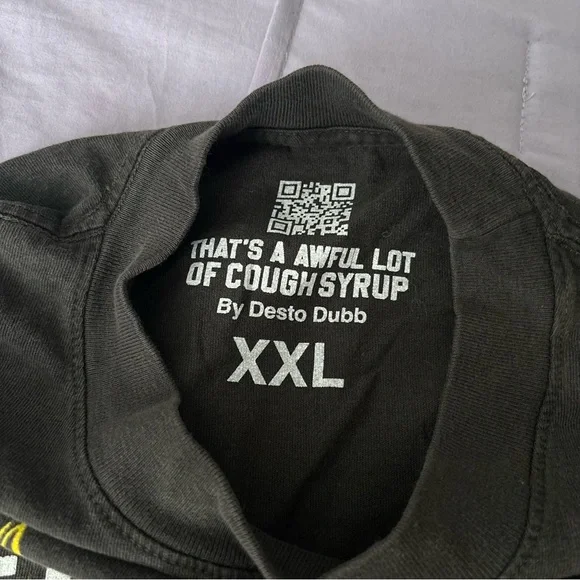 THAT'S A AWFUL LOT
OF COUGH SYRUP
By Desto Dubb
XXL